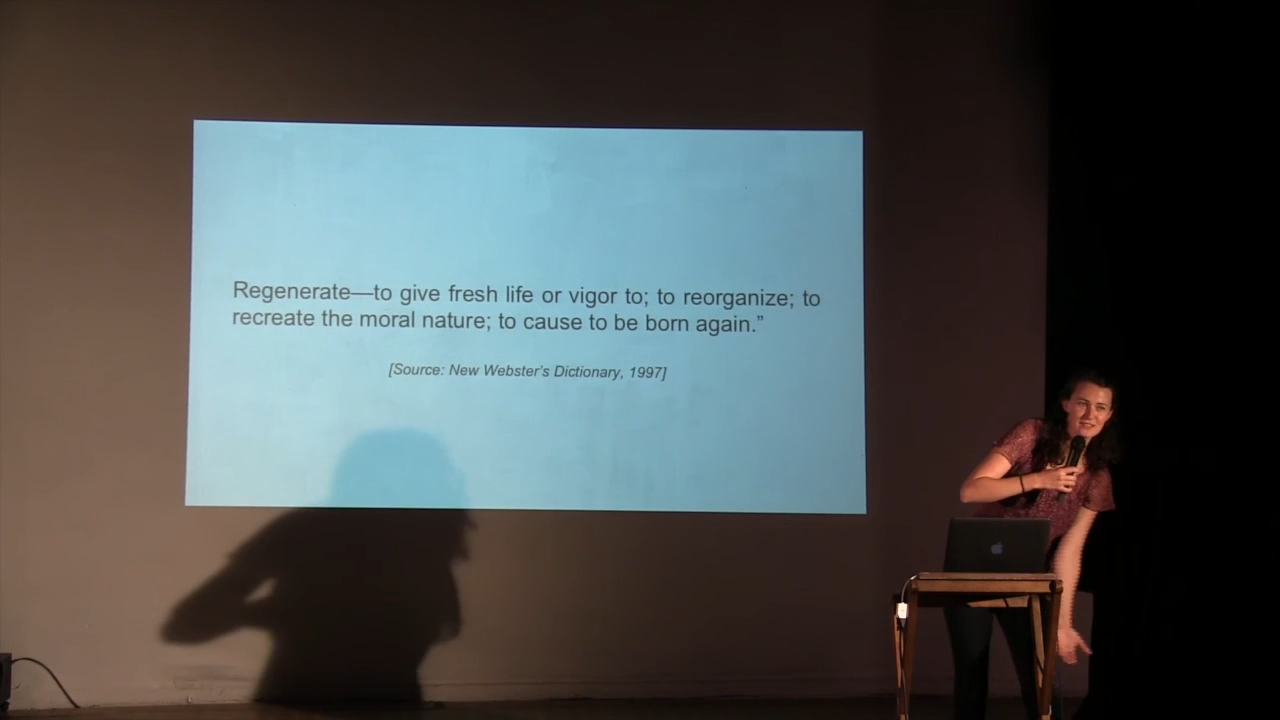 Regenerate—to give fresh life or vigor to; to reorganize; to
recreate the moral nature; to cause to be born again.”
[Source: New Webster’s Dictionary, 1997]